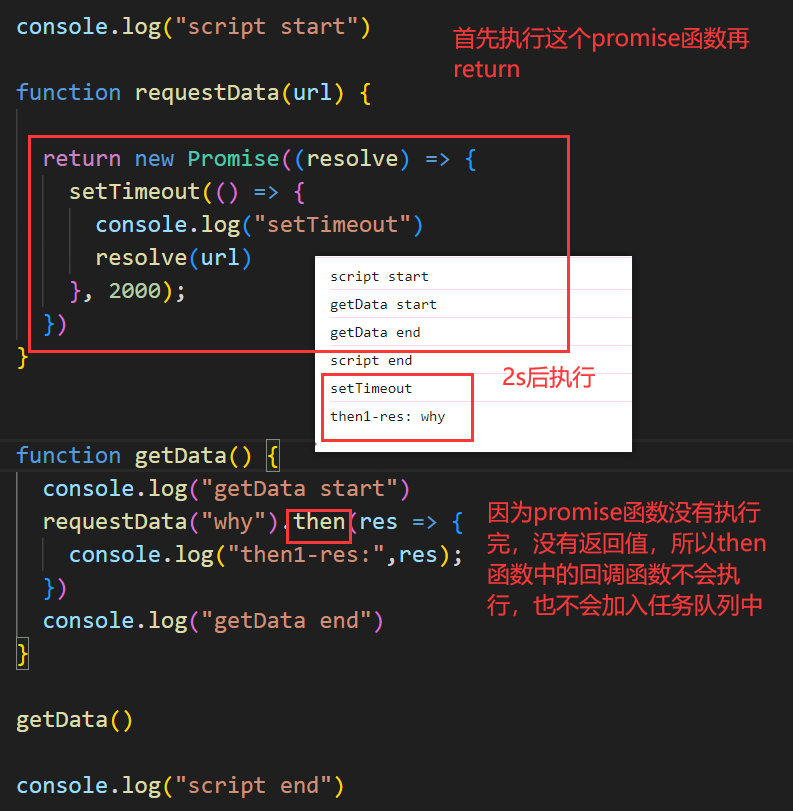 console.log("script start")
首先执行这个promise函数再
return
function requestData(url) {
return new Promise((resolve) => {
setTimeout(() => {
console.log("setTimeout")
resolve(url)
}, 2000);
})
}
script start
getData start
getData end
script end
setTimeout
then1-res: why
2s后执行
function getData() {
console.log("getData start")
requestData("why").then(res => {
console.log("then1-res:",res);
})
console.log("getData end")
}
因为promise函数没有执行
完，没有返回值，所以then
函数中的回调函数不会执
行，也不会加入任务队列中
getData()
console.log("script end")